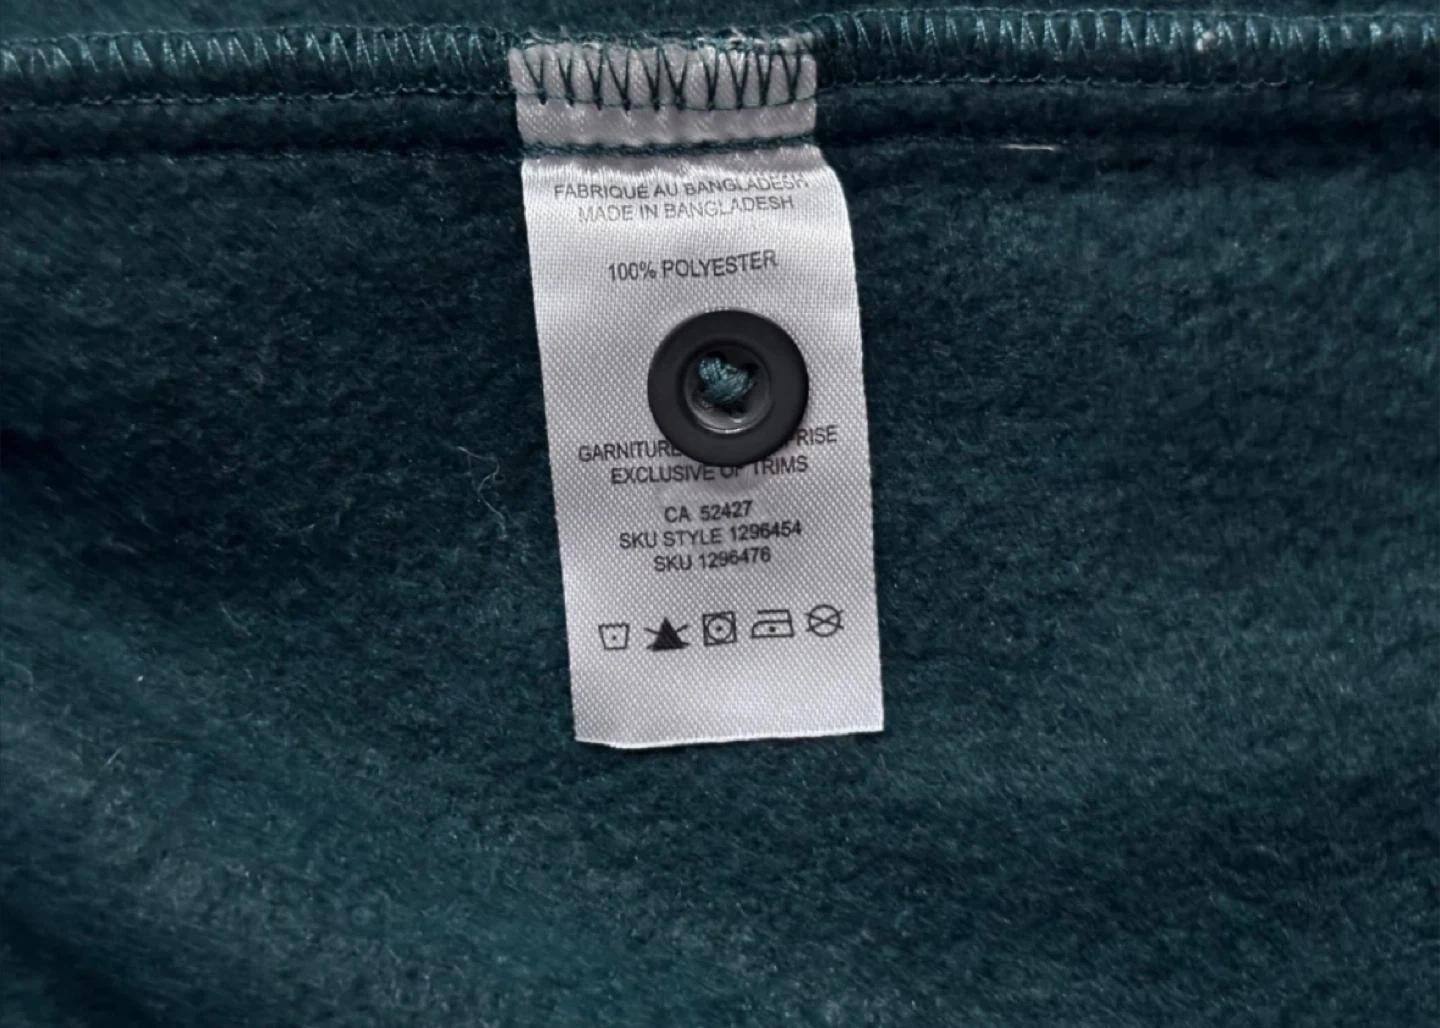 FABRIQUÉ AU BANGLADESH
MADE IN BANGLADESH
100% POLYESTER
GARNITURE
EXCLUSIVE OF TRIMS
CA 52427
SKU STYLE 1296454
SKU 1296476